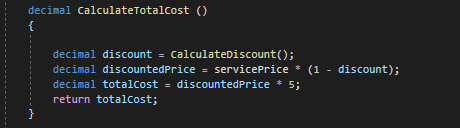 decimal CalculateTotalCost ()
{
decimal discount = CalculateDiscount();
decimal discountedPrice = servicePrice * (1 - discount);
decimal totalCost = discountedPrice * 5;
return totalCost;
}